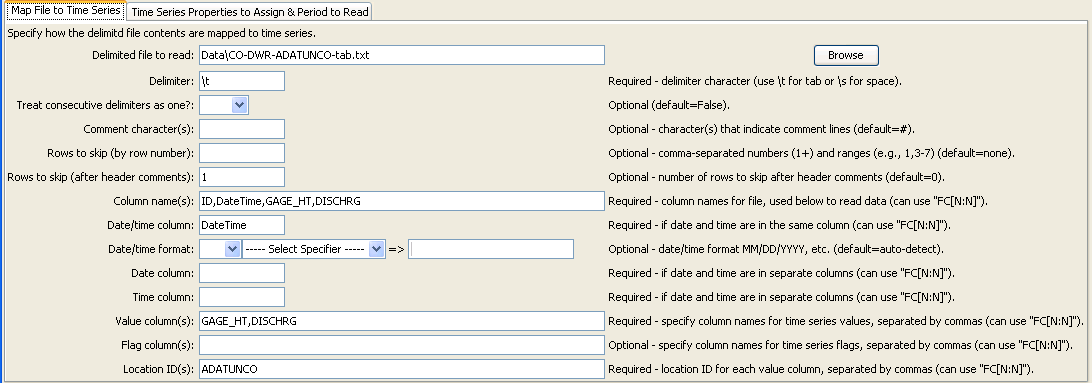 Map File to Time Series Time Series Properties to Assign & Period to Read
Specify how the delimitd file contents are mapped to time series.
Delimited file to read: Data\CO-DWR-ADATUNCO-tab.txt Browse
Delimiter: \t Required - delimiter character (use \t for tab or \s for space).
Treat consecutive delimiters as one?: Optional (default=False).
Comment character(s): Optional - character(s) that indicate comment lines (default=#).
Rows to skip (by row number): Optional - comma-separated numbers (1+) and ranges (e.g., 1,3-7) (default=none).
Rows to skip (after header comments): 1 Optional - number of rows to skip after header comments (default=0).
Column name(s): ID,DateTime,GAGE_HT,DISCHRG Required - column names for file, used below to read data (can use "FC[N:N]").
Date/time column: DateTime Required - if date and time are in the same column (can use "FC[N:N]").
Date/time format: ----- Select Specifier ----- => Optional - date/time format MM/DD/YYYY, etc. (default=auto-detect).
Date column: Required - if date and time are in separate columns (can use "FC[N:N]").
Time column: Required - if date and time are in separate columns (can use "FC[N:N]").
Value column(s): GAGE_HT,DISCHRG Required - specify column names for time series values, separated by commas (can use "FC[N:N]").
Flag column(s): Optional - specify column names for time series flags, separated by commas (can use "FC[N:N]").
Location ID(s): ADATUNCO Required - location ID for each value column, separated by commas (can use "FC[N:N]").